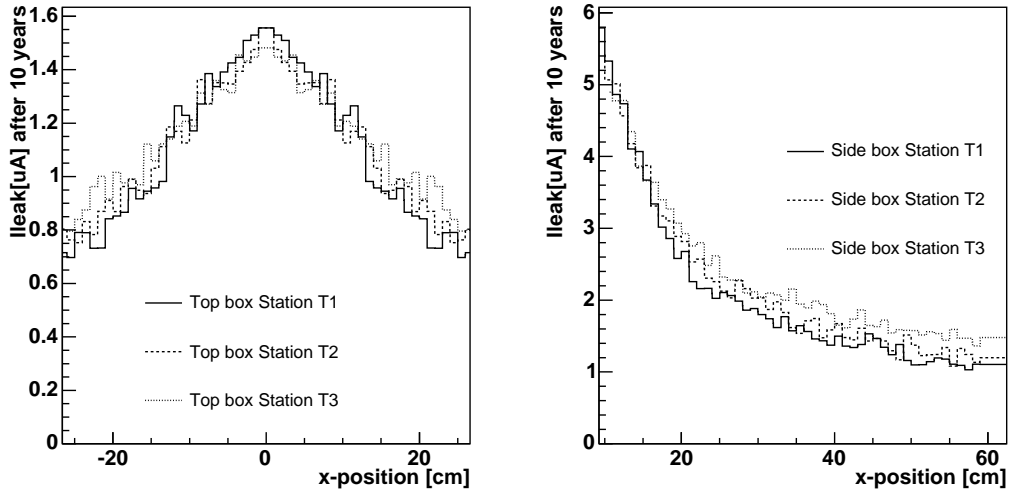 Ileak[uA] after 10 years
1.6
1.4
1.2
1
0.8
0.6
0.4
0.2
0
Top box Station T1
Top box Station T2
Top box Station T3
-20
0
20
x-position [cm]
Ileak[uA] after 10 years
6
5
4
3
2
1
0
Side box Station T1
Side box Station T2
Side box Station T3
20
40
60
x-position [cm]